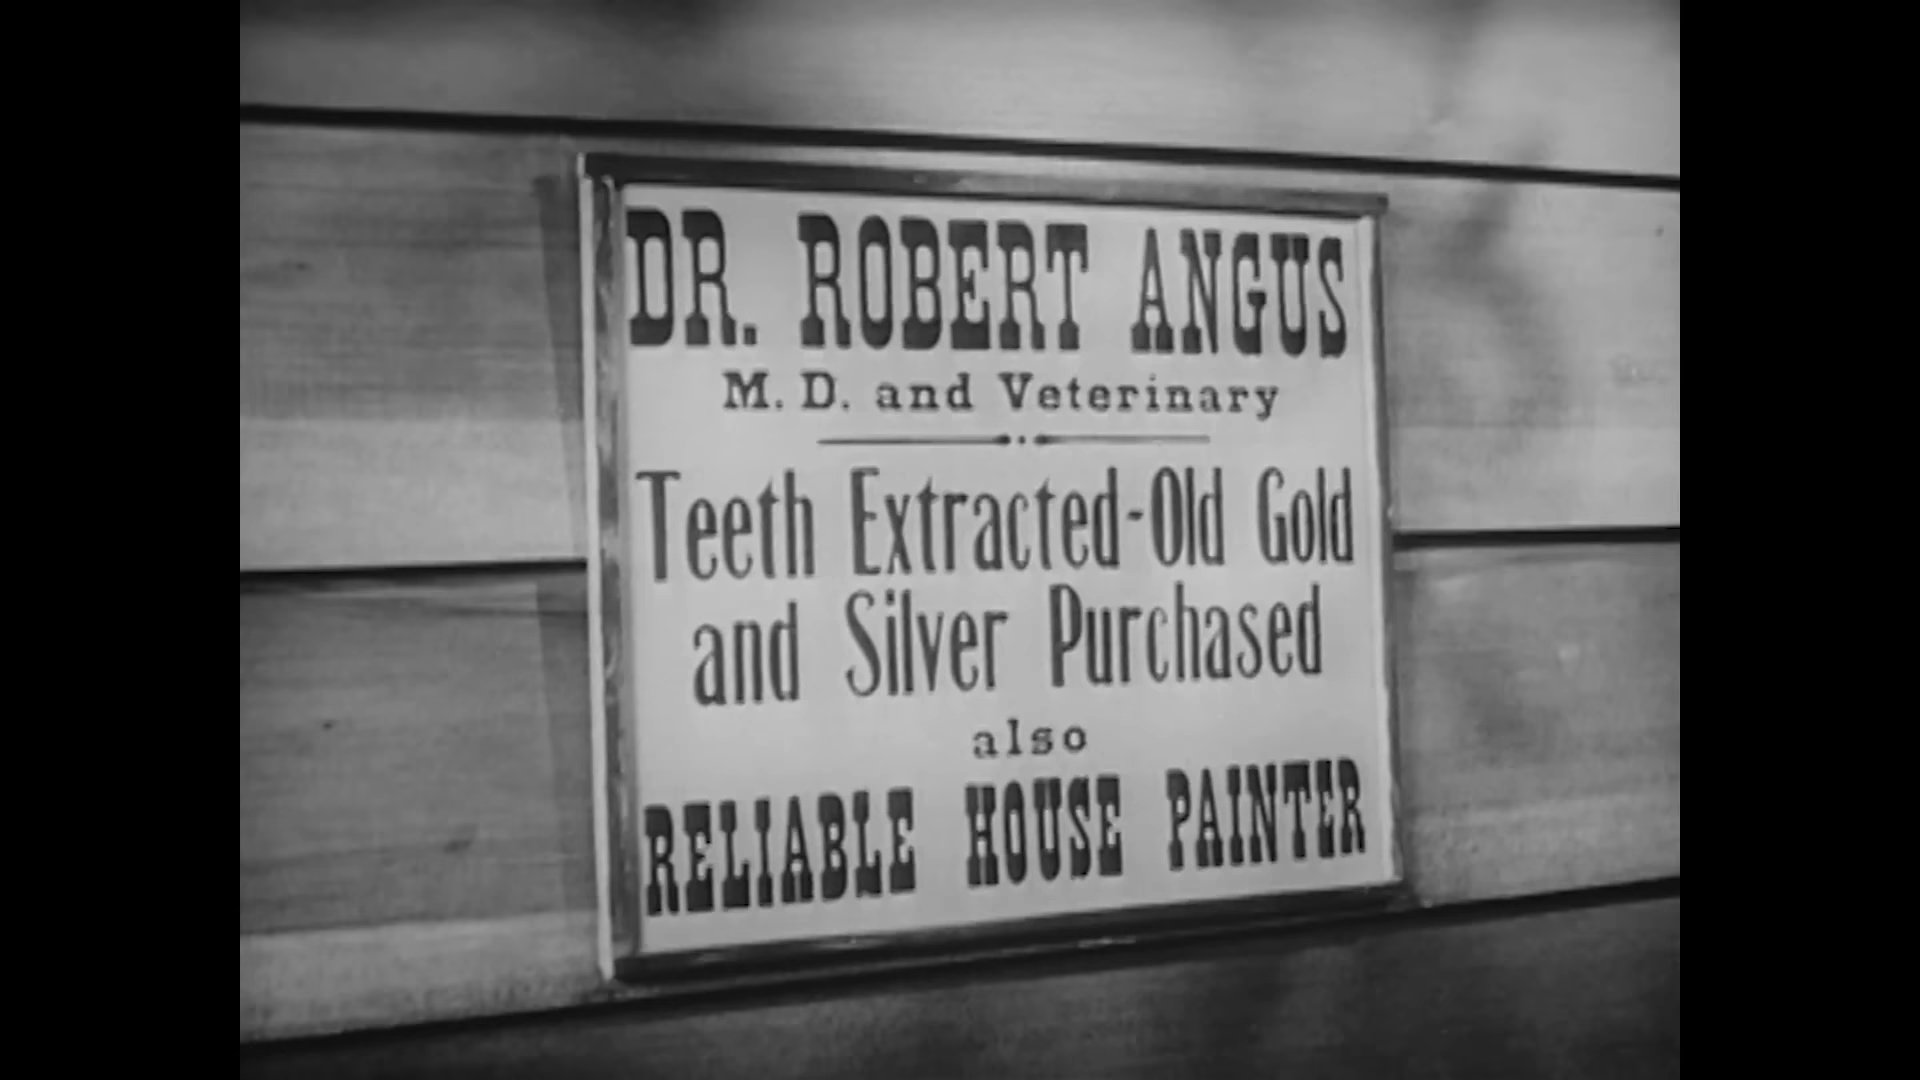 DR. ROBERT ANGUS
M. D. and Veterinary
Teeth Extracted-Old Gold
and Silver Purchased
also
RELIABLE HOUSE PAINTER